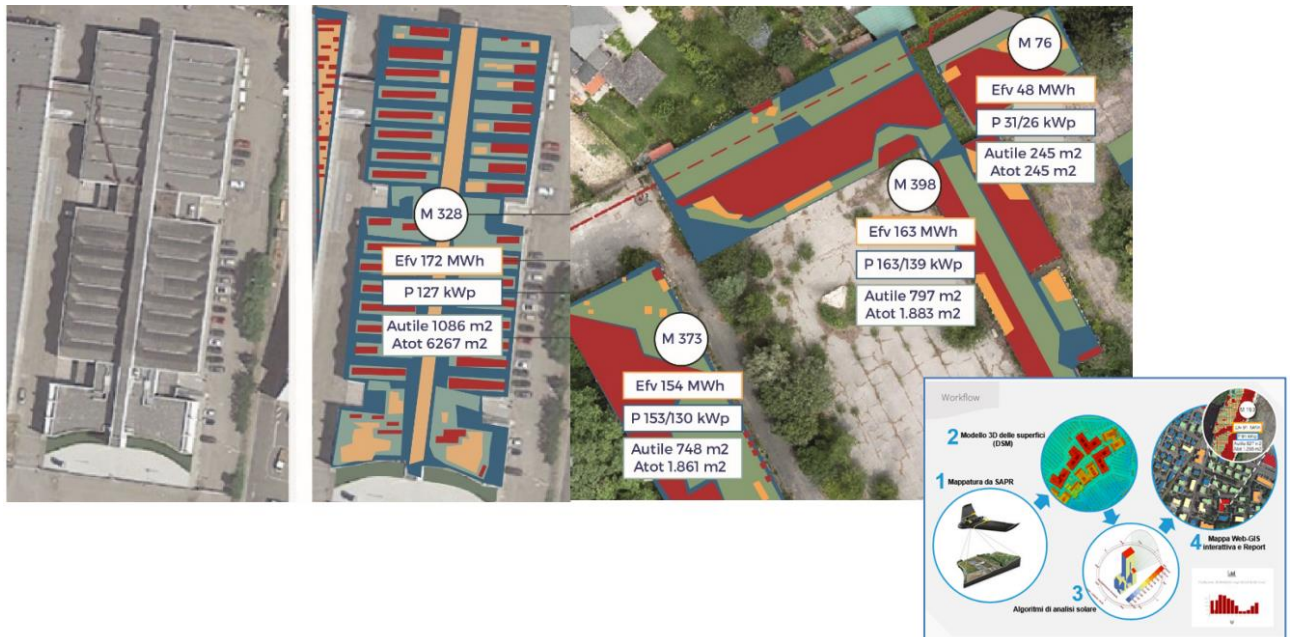 M 328
Efv 172 MWh
P 127 kWp
Autile 1086 m2
Atot 6267 m2
M 76
Efv 48 MWh
P 31/26 kWp
Autile 245 m2
Atot 245 m2
M 398
Efv 163 MWh
P 163/139 kWp
Autile 797 m2
Atot 1.883 m2
M 373
Efv 154 MWh
P 153/130 kWp
Autile 748 m2
Atot 1.861 m2
Workflow
2 Modello 3D delle superfici
(DSM)
1 Mappatura da SAPR
3
Algoritmi di analisi solare
4 Mappa Web-GIS
interattiva e Report